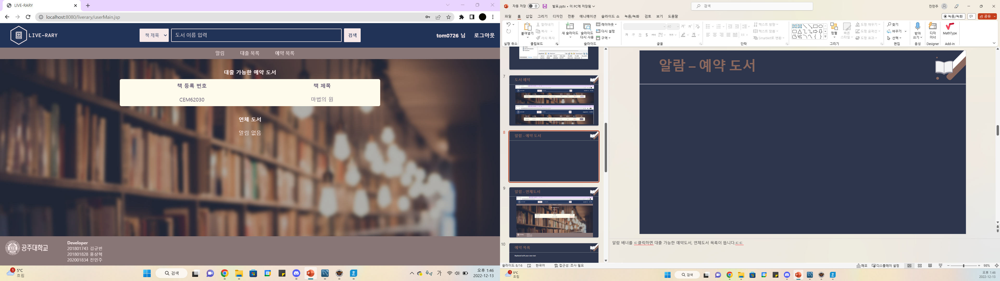 LIVE-RARY
localhost:8080/liverary/userMain.jsp
LIVE-RARY
책 제목
도서 이름 입력
검색
tom0726 님
로그아웃
알림
대출 목록
예약 목록
대출 가능한 예약 도서
책 등록 번호
책 제목
CEM62030
마법의 원
연체 도서
알림 없음
공주대학교
Developer
201801743 김규빈
201801828 홍상혁
202001834 진민주
1
5°C
흐림
검색
가
오후 1:46
2022-12-13
자동 저장
끔
발표.pptx • 이 PC에 저장됨
검색
진민주
파일
홈
삽입
그리기
디자인
전환
애니메이션
슬라이드 쇼
녹음/녹화
검토
보기
도움말
녹음/녹화
공유
실행 취소
붙여넣기
잘라내기
복사
서식 복사
클립보드
새 슬라이드
슬라이드
다시 사용
레이아웃
다시 설정
구역
슬라이드
40
글꼴
텍스트 방향
텍스트 맞춤
SmartArt로 변환
단락
정렬
빠른
스타일
도형 채우기
도형 윤곽선
도형 효과
그리기
찾기
바꾸기
선택
편집
받아
쓰기
음성
디자
이너
Designer
MathType
Add-in
7
도서 예약
8
알람 – 예약 도서
9
알람 – 연체도서
10
예약 목록
Replaced with your own text
알람 – 예약 도서
알람 배너를 ㄷ클릭하면 대출 가능한 예약도서, 연체도서 목록이 뜹니다.ㄷㄷ
슬라이드 8/16
한국어
접근성: 조사 필요
메모
디스플레이 설정
98%
1
5°C
흐림
검색
오후 1:46
2022-12-13